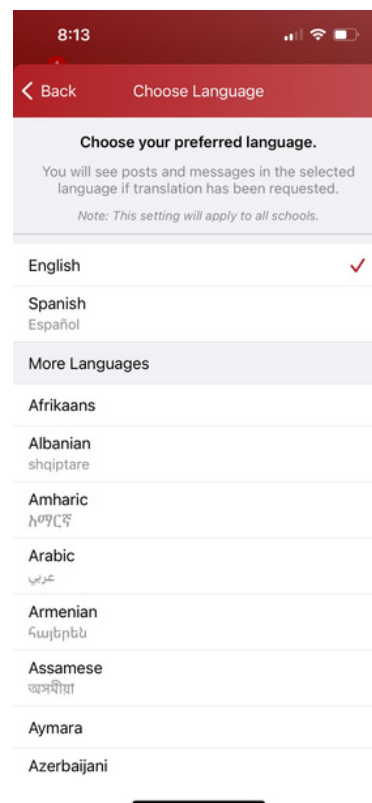 8:13
Back
Choose Language
Choose your preferred language.
You will see posts and messages in the selected
language if translation has been requested.
Note: This setting will apply to all schools.
English
Spanish
Español
More Languages
Afrikaans
Albanian
shqiptare
Amharic
አማርኛ
Arabic
عربي
Armenian
հայերեն
Assamese
অসমীয়া
Aymara
Azerbaijani